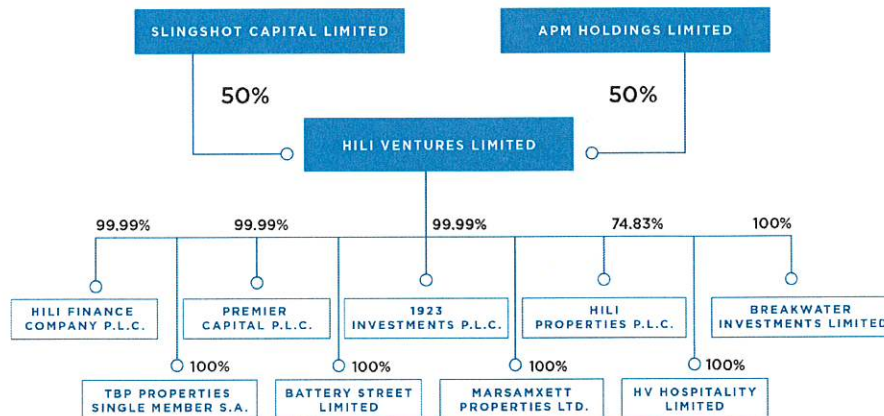 SLINGSHOT CAPITAL LIMITED
APM HOLDINGS LIMITED
50%
50%
HILI VENTURES LIMITED
99.99%
99.99%
99.99%
74.83%
100%
HILI FINANCE
COMPANY P.L.C.
PREMIER
CAPITAL P.L.C.
1923
INVESTMENTS P.L.C.
HILI
PROPERTIES P.L.C.
BREAKWATER
INVESTMENTS LIMITED
100%
100%
100%
100%
TBP PROPERTIES
SINGLE MEMBER S.A.
BATTERY STREET
LIMITED
MARSAMXETT
PROPERTIES LTD.
HV HOSPITALITY
LIMITED